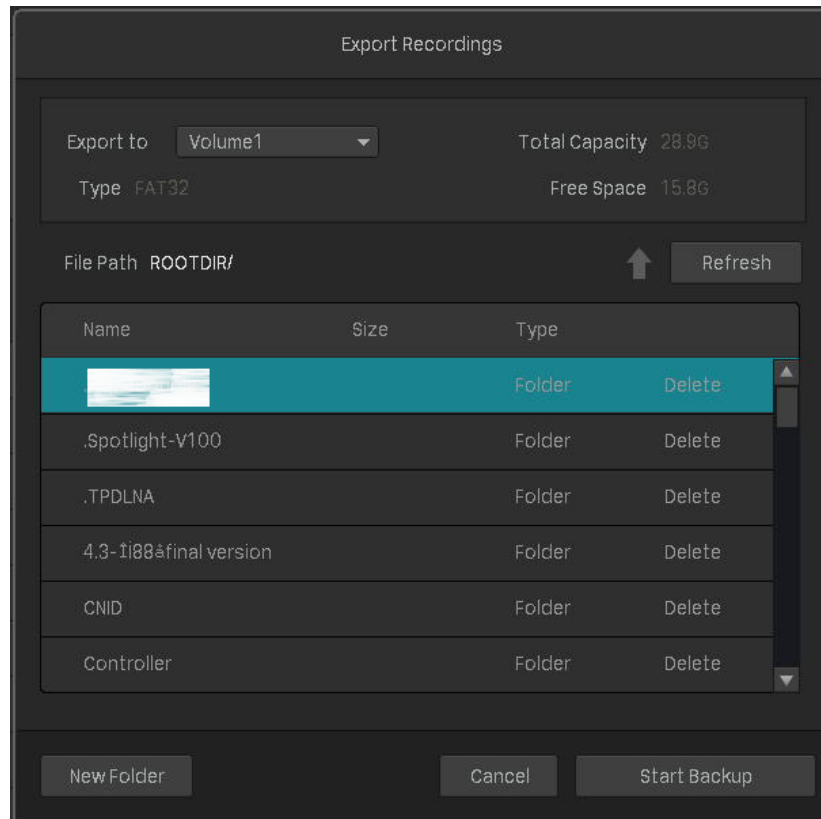 Export Recordings
Export to Volume1 Total Capacity 28.9G
Type FAT32 Free Space 15.8G
File Path ROOTDIR/ Refresh
Name Size Type
Folder Delete
.Spotlight-V100 Folder Delete
.TPDLNA Folder Delete
4.3-Îì88åfinal version Folder Delete
CNID Folder Delete
Controller Folder Delete
New Folder Cancel Start Backup